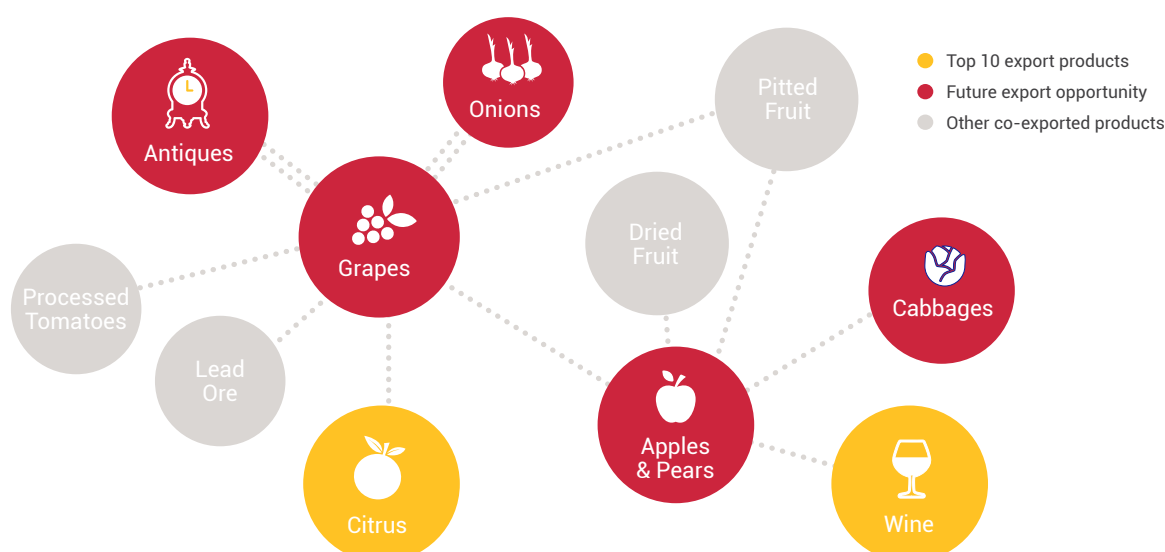 Antiques
Onions
Pitted
Fruit
Top 10 export products
Future export opportunity
Other co-exported products
Grapes
Dried
Fruit
Cabbages
Processed
Tomatoes
Lead
Ore
Citrus
Apples
& Pears
Wine